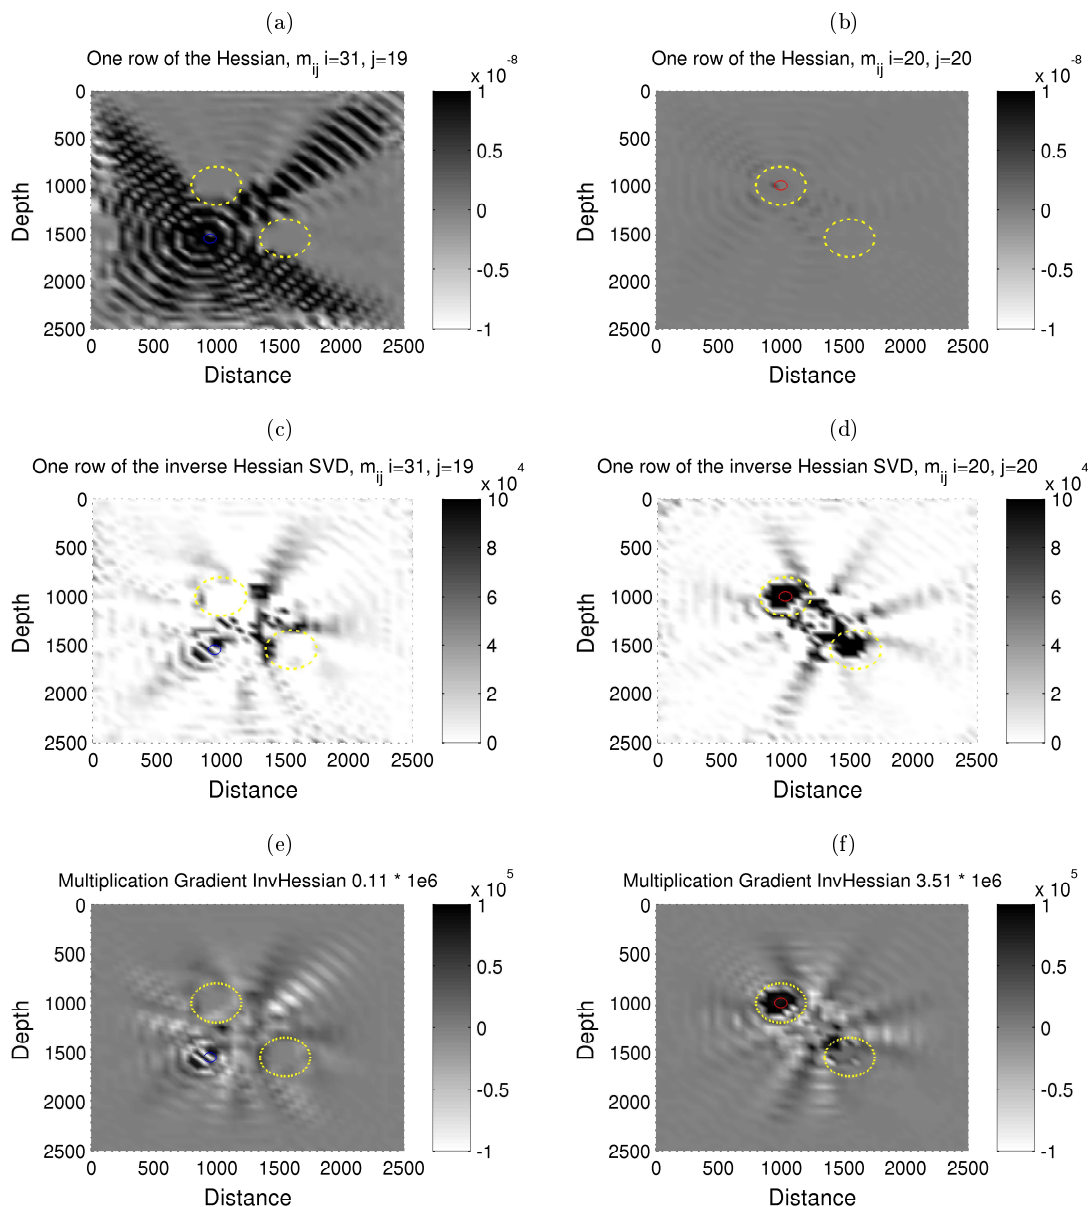 (a)
One row of the Hessian, m_ij i=31, j=19
x 10^-8
0
500
1000
1500
2000
2500
Depth
0 500 1000 1500 2000 2500
Distance
1
0.5
0
-0.5
-1
(b)
One row of the Hessian, m_ij i=20, j=20
x 10^-8
0
500
1000
1500
2000
2500
Depth
0 500 1000 1500 2000 2500
Distance
1
0.5
0
-0.5
-1
(c)
One row of the inverse Hessian SVD, m_ij i=31, j=19
x 10^4
0
500
1000
1500
2000
2500
Depth
0 500 1000 1500 2000 2500
Distance
10
8
6
4
2
0
(d)
One row of the inverse Hessian SVD, m_ij i=20, j=20
x 10^4
0
500
1000
1500
2000
2500
Depth
0 500 1000 1500 2000 2500
Distance
10
8
6
4
2
0
(e)
Multiplication Gradient InvHessian 0.11 * 1e6
x 10^5
0
500
1000
1500
2000
2500
Depth
0 500 1000 1500 2000 2500
Distance
1
0.5
0
-0.5
-1
(f)
Multiplication Gradient InvHessian 3.51 * 1e6
x 10^5
0
500
1000
1500
2000
2500
Depth
0 500 1000 1500 2000 2500
Distance
1
0.5
0
-0.5
-1